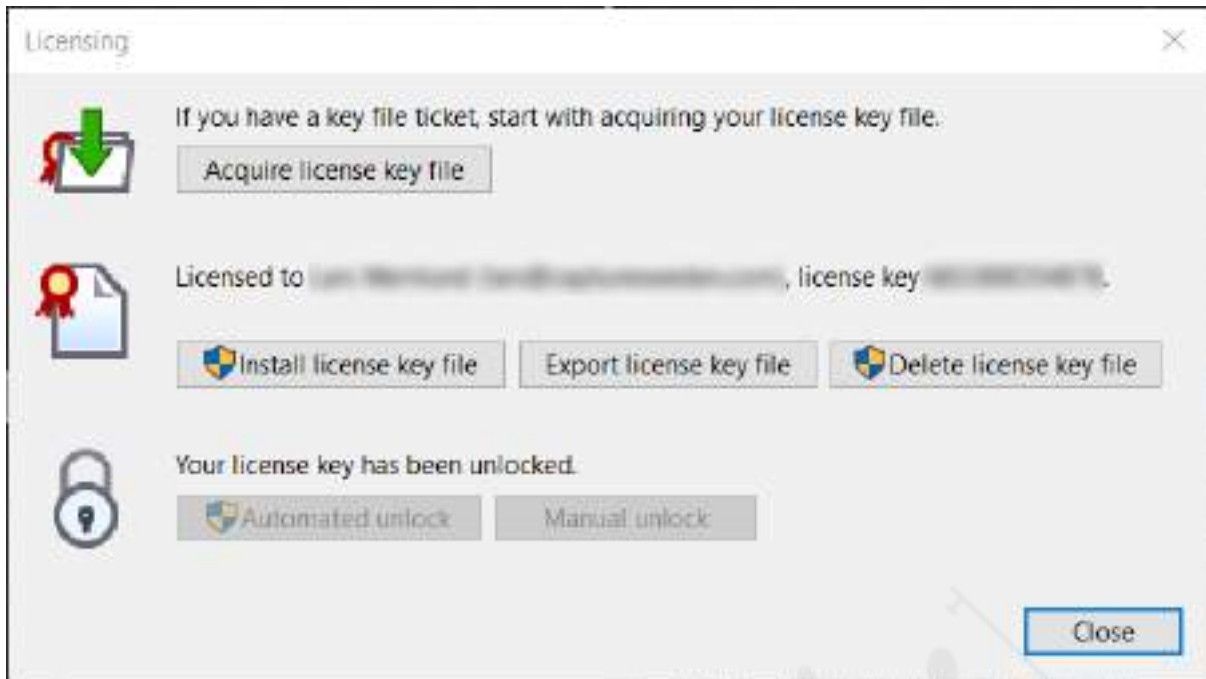 Licensing
If you have a key file ticket, start with acquiring your license key file.
Acquire license key file
Licensed to , license key .
Install license key file Export license key file Delete license key file
Your license key has been unlocked.
Automated unlock Manual unlock
Close